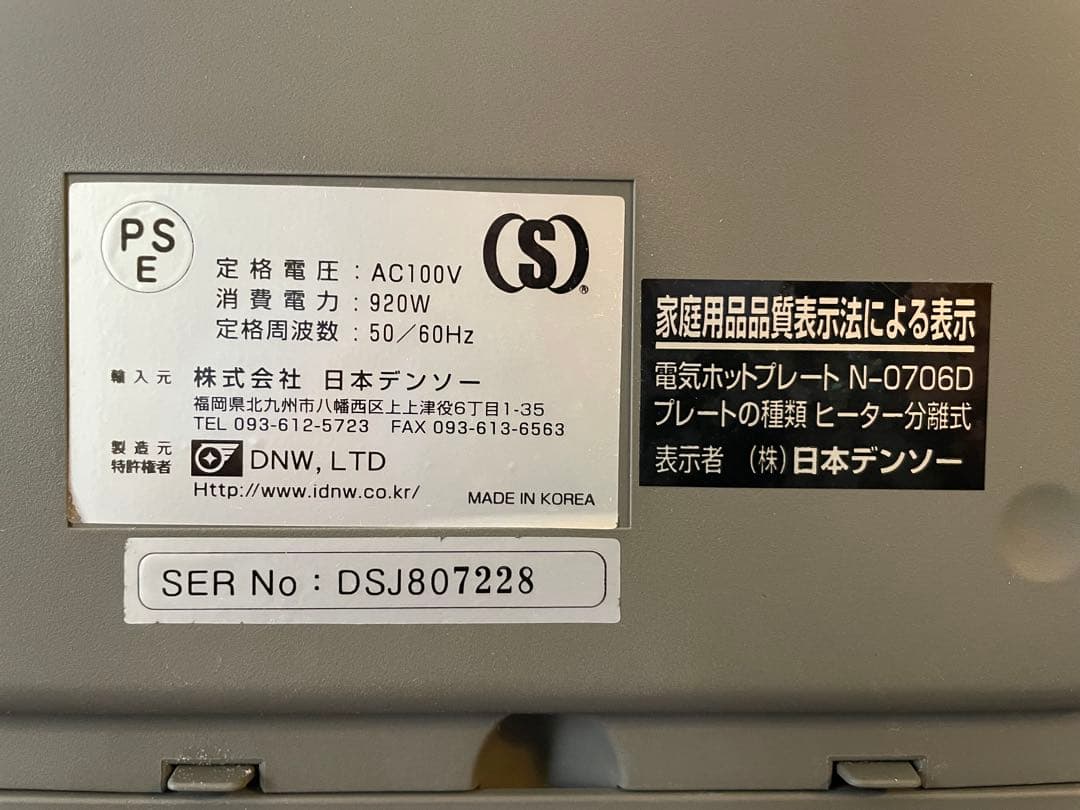 PS
E
(S)®
定格電圧：AC100V
消費電力：920W
定格周波数：50／60Hz
輸入元 株式会社 日本デンソー
福岡県北九州市八幡西区上上津役6丁目1-35
TEL 093-612-5723 FAX 093-613-6563
製造元
特許権者 DNW, LTD
Http://www.idnw.co.kr/
MADE IN KOREA
SER No：DSJ807228
家庭用品品質表示法による表示
電気ホットプレート N-0706D
プレートの種類 ヒーター分離式
表示者 （株）日本デンソー